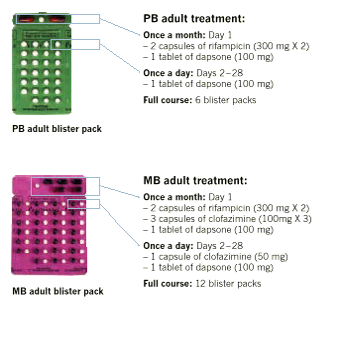 PB adult treatment:
Once a month: Day 1
– 2 capsules of rifampicin (300 mg X 2)
– 1 tablet of dapsone (100 mg)
Once a day: Days 2–28
– 1 tablet of dapsone (100 mg)
Full course: 6 blister packs
PB adult blister pack
MB adult treatment:
Once a month: Day 1
– 2 capsules of rifampicin (300 mg X 2)
– 3 capsules of clofazimine (100mg X 3)
– 1 tablet of dapsone (100 mg)
Once a day: Days 2–28
– 1 capsule of clofazimine (50 mg)
– 1 tablet of dapsone (100 mg)
Full course: 12 blister packs
MB adult blister pack